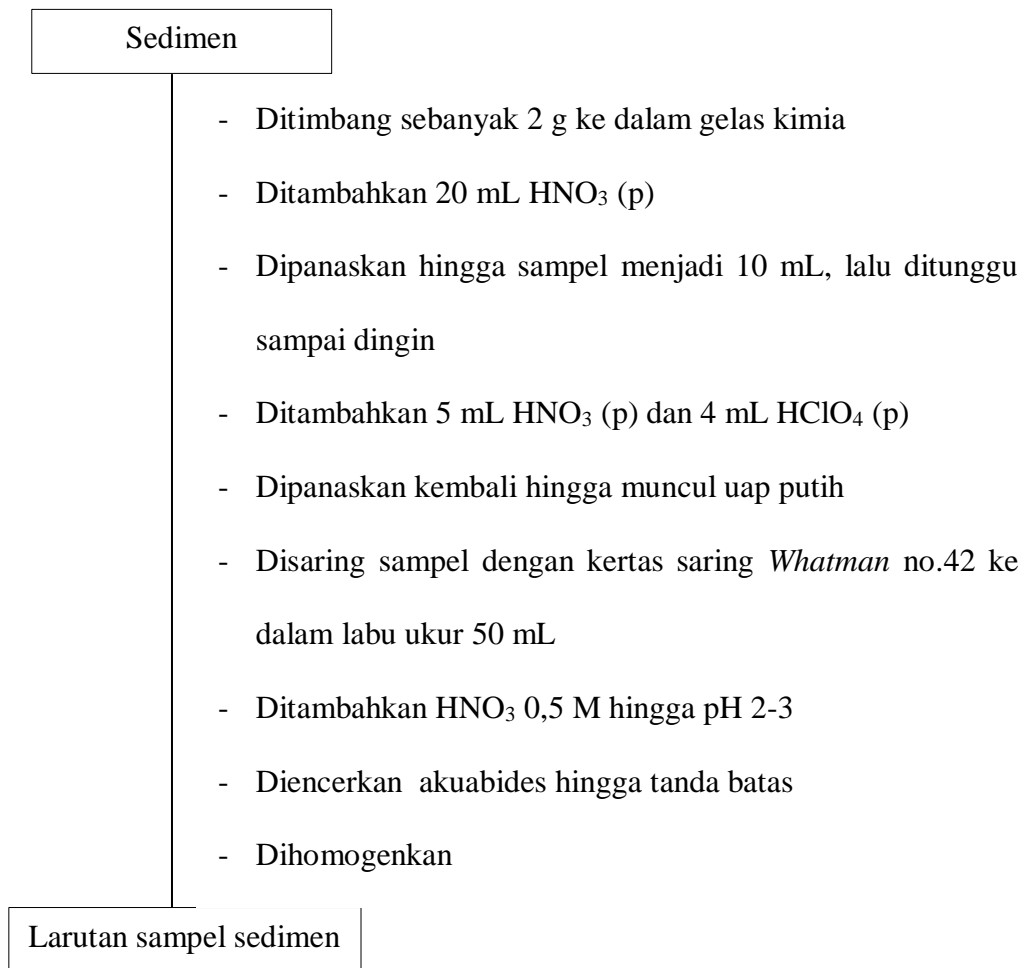 Sedimen
- Ditimbang sebanyak 2 g ke dalam gelas kimia
- Ditambahkan 20 mL HNO₃ (p)
- Dipanaskan hingga sampel menjadi 10 mL, lalu ditunggu
sampai dingin
- Ditambahkan 5 mL HNO₃ (p) dan 4 mL HClO₄ (p)
- Dipanaskan kembali hingga muncul uap putih
- Disaring sampel dengan kertas saring Whatman no.42 ke
dalam labu ukur 50 mL
- Ditambahkan HNO₃ 0,5 M hingga pH 2-3
- Diencerkan akuabides hingga tanda batas
- Dihomogenkan
Larutan sampel sedimen